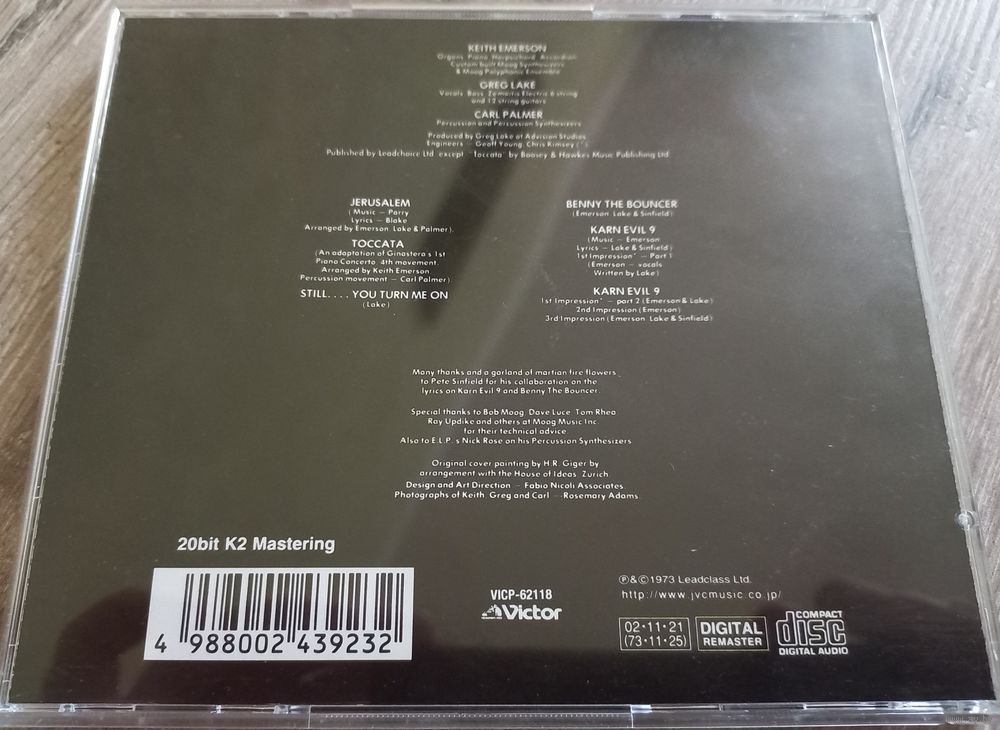 KEITH EMERSON
Organs Piano Harpsichord Accordian
Custom built Moog Synthesizers
& Moog Polyphonic Ensemble
GREG LAKE
Vocals Bass Zemaitis Electric 6 string
and 12 string guitars
CARL PALMER
Percussion and Percussion Synthesizers
Produced by Greg Lake at Advision Studios
Engineers – Geoff Young, Chris Kimsey (*)
Published by Leadchoice Ltd. except "Toccata" by Boosey & Hawkes Music Publishing Ltd
JERUSALEM
(Music – Parry
Lyrics – Blake
Arranged by Emerson, Lake & Palmer).
TOCCATA
(An adaptation of Ginastera's 1st
Piano Concerto, 4th movement.
Arranged by Keith Emerson
Percussion movement – Carl Palmer).
STILL.... YOU TURN ME ON
(Lake)
BENNY THE BOUNCER
(Emerson, Lake & Sinfield)
KARN EVIL 9
(Music – Emerson
Lyrics – Lake & Sinfield)
1st Impression* – Part 1
(Emerson – vocals
Written by Lake)
KARN EVIL 9
1st Impression* – part 2 (Emerson & Lake)
2nd Impression (Emerson)
3rd Impression (Emerson, Lake & Sinfield)
Many thanks and a garland of martian fire flowers
to Pete Sinfield for his collaboration on the
lyrics on Karn Evil 9 and Benny The Bouncer.
Special thanks to Bob Moog, Dave Luce, Tom Rhea
Ray Updike and others at Moog Music Inc.
for their technical advice.
Also to E.L.P.'s Nick Rose on his Percussion Synthesizers
Original cover painting by H.R. Giger by
arrangement with the House of Ideas, Zurich.
Design and Art Direction – Fabio Nicoli Associates.
Photographs of Keith, Greg and Carl – Rosemary Adams.
20bit K2 Mastering
4 988002 439232
VICP-62118
Victor
℗&©1973 Leadclass Ltd.
http://www.jvcmusic.co.jp/
02·11·21
(73·11·25)
DIGITAL
REMASTER
COMPACT
disc
DIGITAL AUDIO